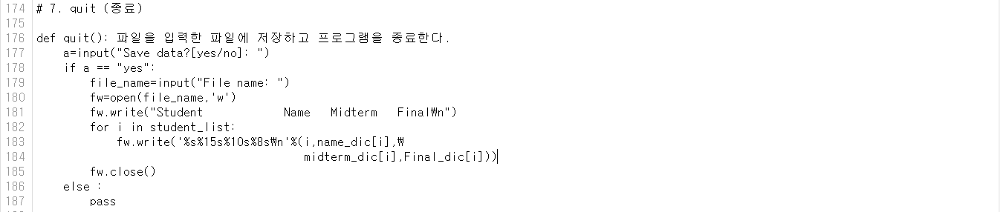 174 # 7. quit (종료)
175
176 def quit(): 파일을 입력한 파일에 저장하고 프로그램을 종료한다.
177     a=input("Save data?[yes/no]: ")
178     if a == "yes":
179         file_name=input("File name: ")
180         fw=open(file_name,'w')
181         fw.write("Student            Name   Midterm   Final₩n")
182         for i in student_list:
183             fw.write('%s%15s%10s%8s₩n'%(i,name_dic[i],₩
184                                         midterm_dic[i],Final_dic[i]))
185         fw.close()
186     else :
187         pass